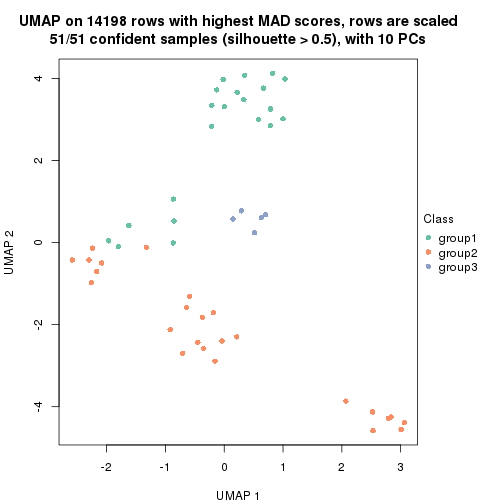 UMAP on 14198 rows with highest MAD scores, rows are scaled
51/51 confident samples (silhouette > 0.5), with 10 PCs
4
2
0
-2
-4
UMAP 2
-2
-1
0
1
2
3
UMAP 1
Class
group1
group2
group3